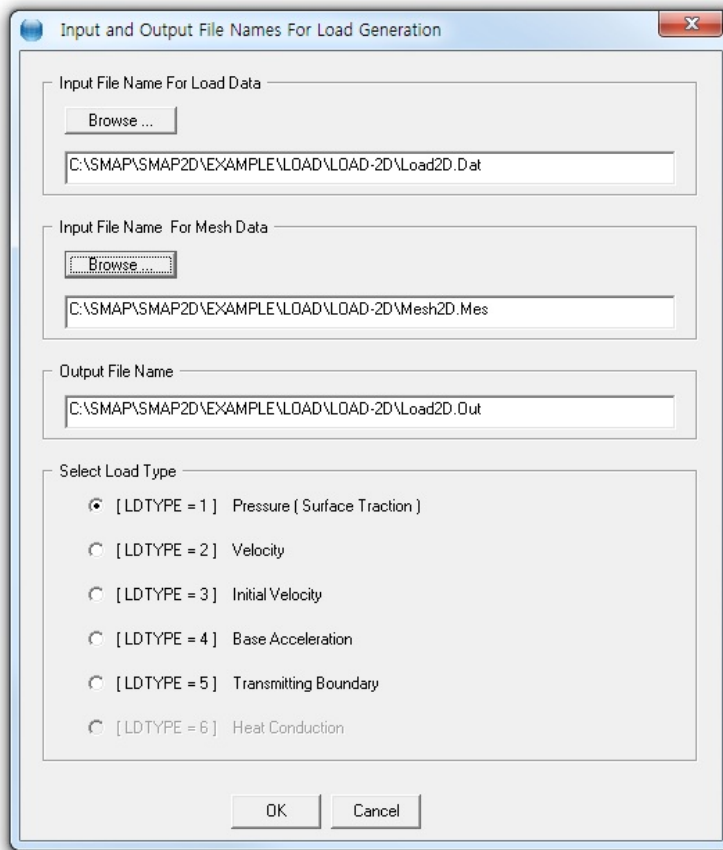 Input and Output File Names For Load Generation
Input File Name For Load Data
Browse ...
C:\SMAP\SMAP2D\EXAMPLE\LOAD\LOAD-2D\Load2D.Dat
Input File Name For Mesh Data
Browse ...
C:\SMAP\SMAP2D\EXAMPLE\LOAD\LOAD-2D\Mesh2D.Mes
Output File Name
C:\SMAP\SMAP2D\EXAMPLE\LOAD\LOAD-2D\Load2D.Out
Select Load Type
[ LDTYPE = 1 ] Pressure ( Surface Traction )
[ LDTYPE = 2 ] Velocity
[ LDTYPE = 3 ] Initial Velocity
[ LDTYPE = 4 ] Base Acceleration
[ LDTYPE = 5 ] Transmitting Boundary
[ LDTYPE = 6 ] Heat Conduction
OK Cancel